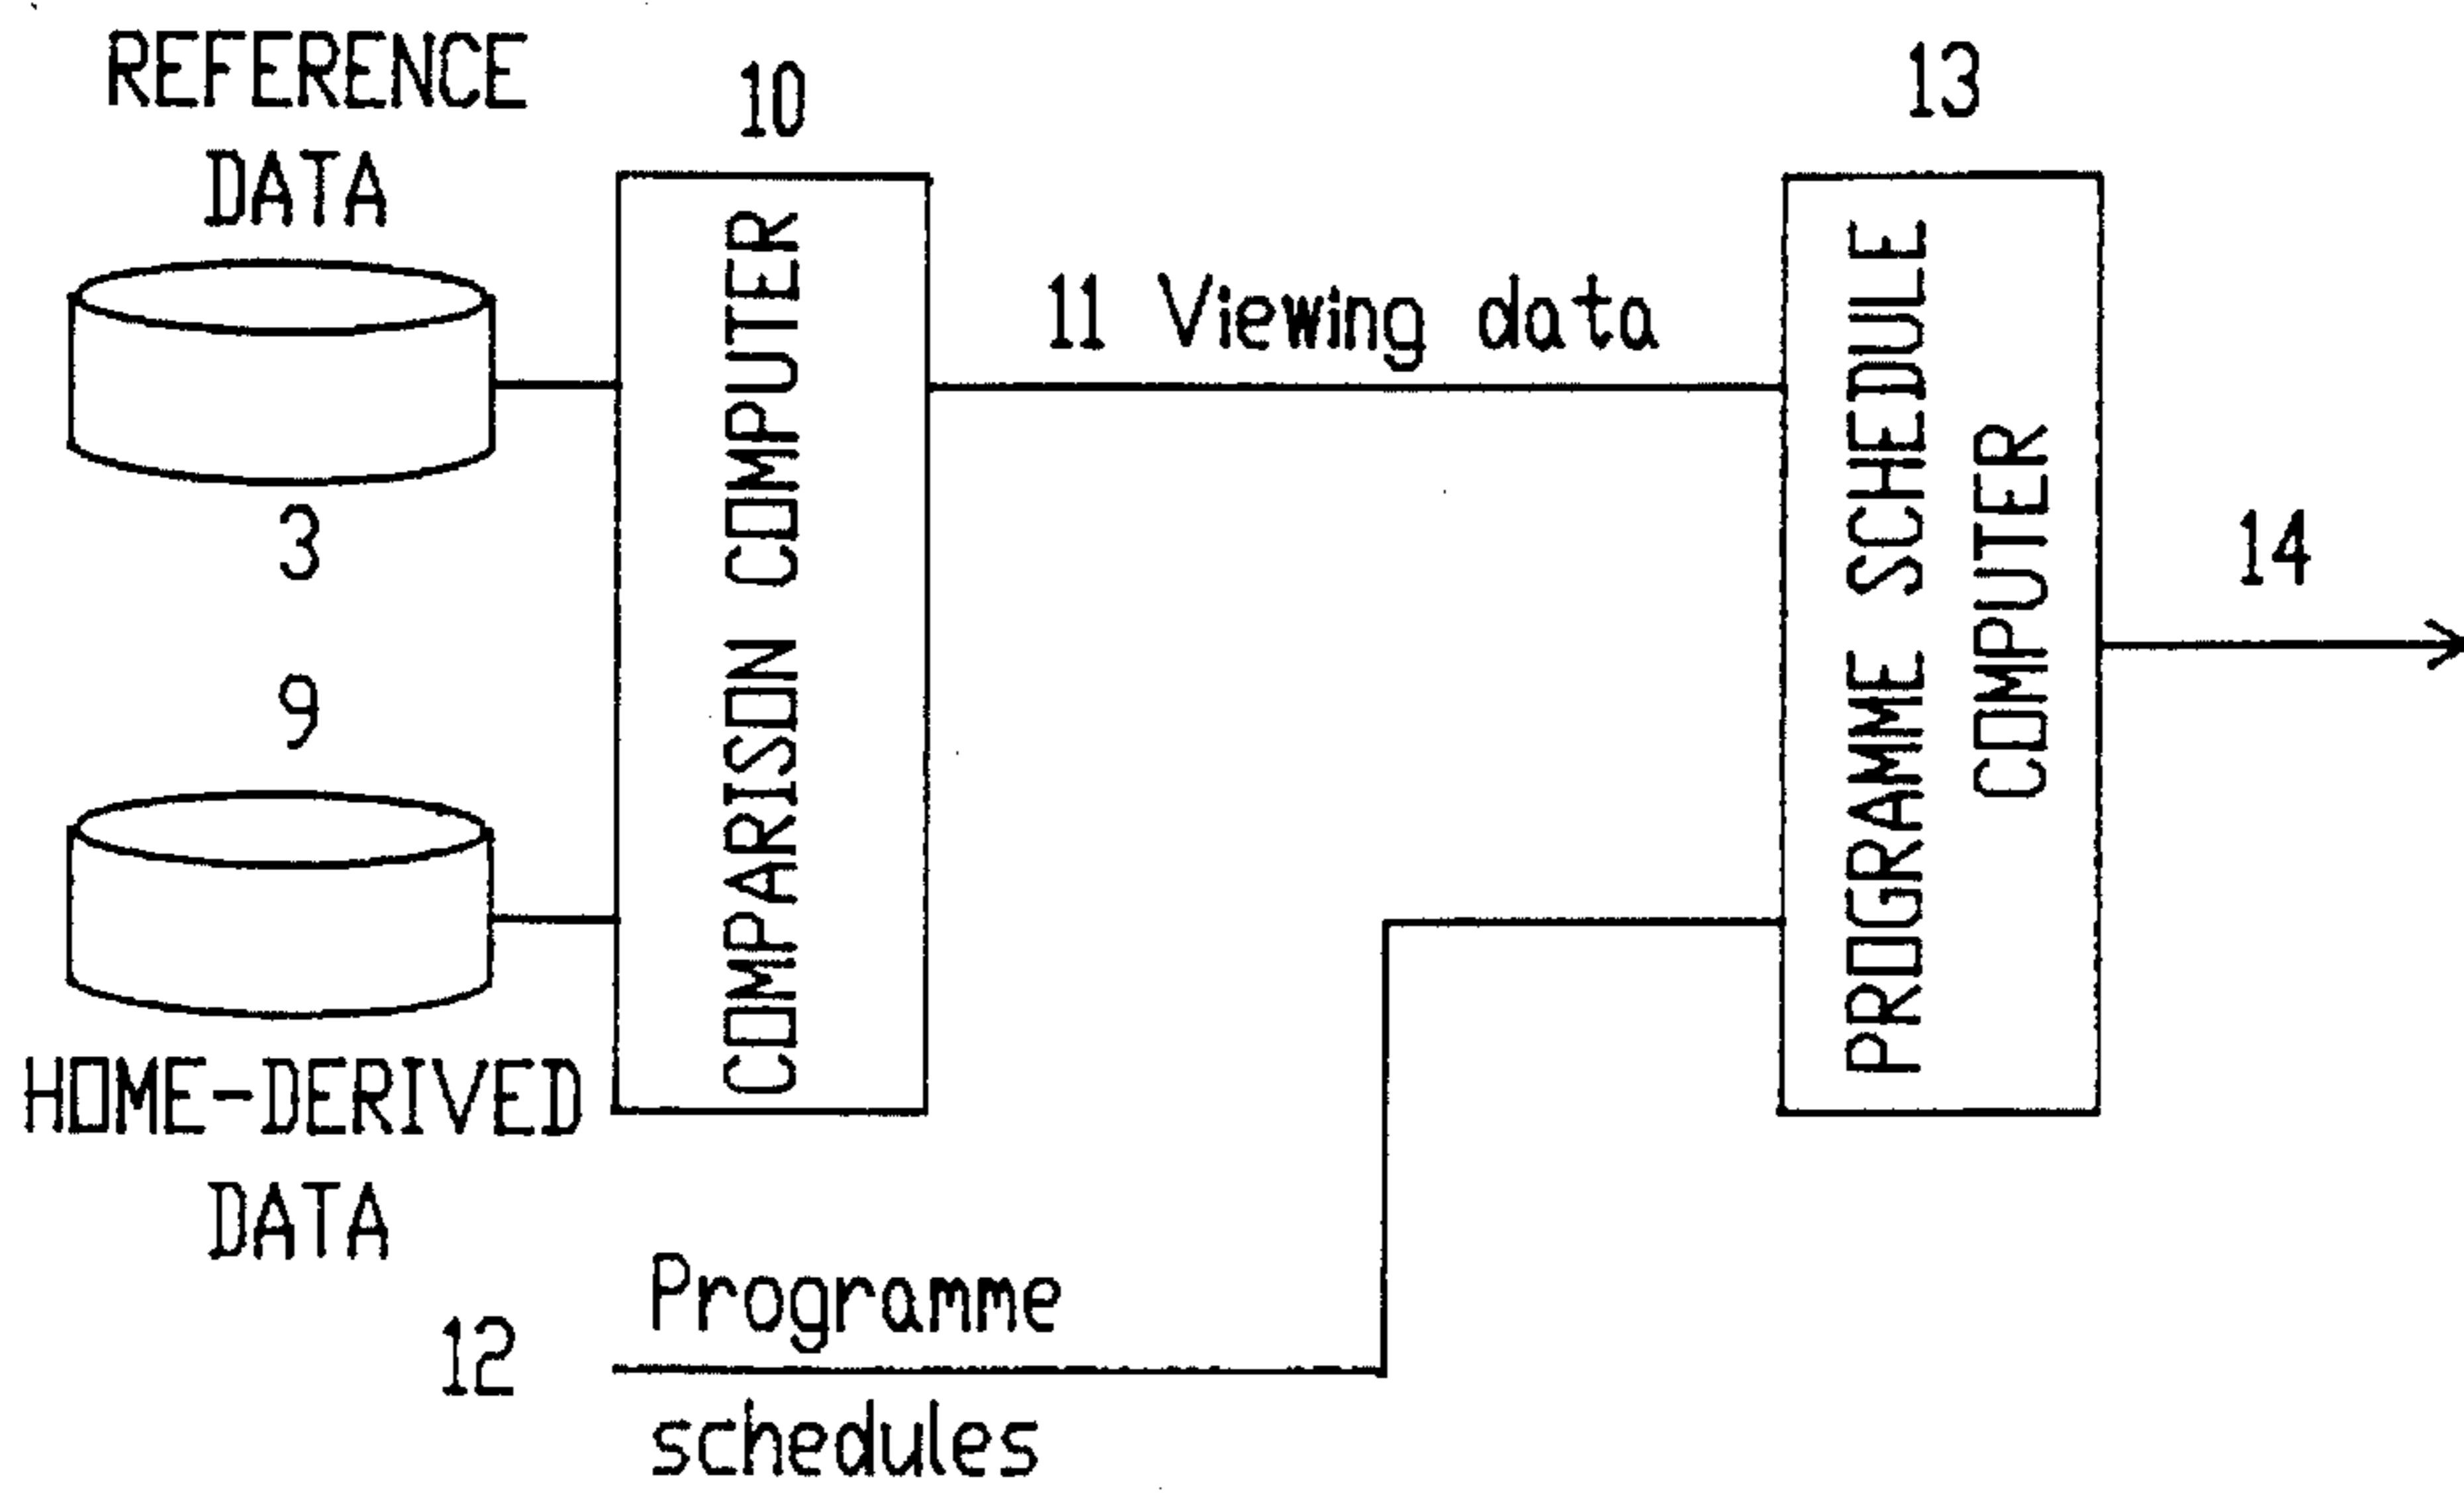 REFERENCE
DATA
10
13
11 Viewing data
COMPARISON COMPUTER
PROGRAMME SCHEDULE
COMPUTER
3
14
9
HOME-DERIVED
DATA
12
Programme
schedules